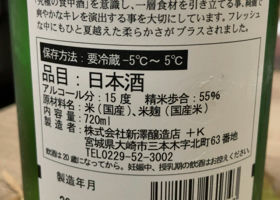 究極の食中酒」を意識し、一層食材を引き立てる事、綺麗で
爽やかなキレを演出する事を大切にしています。フレッシュ
な中にもひと夏越えた柔らかさがプラスされました。
保存方法：要冷蔵 -5℃～5℃
品目：日本酒
アルコール分：15度 精米歩合：55%
原材料：米（国産）、米麹（国産米）
容量：720ml
製造者：株式会社新澤醸造店 +K
宮城県大崎市三本木字北町63番地
TEL0229-52-3002
飲酒は20歳になってから。妊娠中、授乳期の飲酒はお控えください。
製造年月